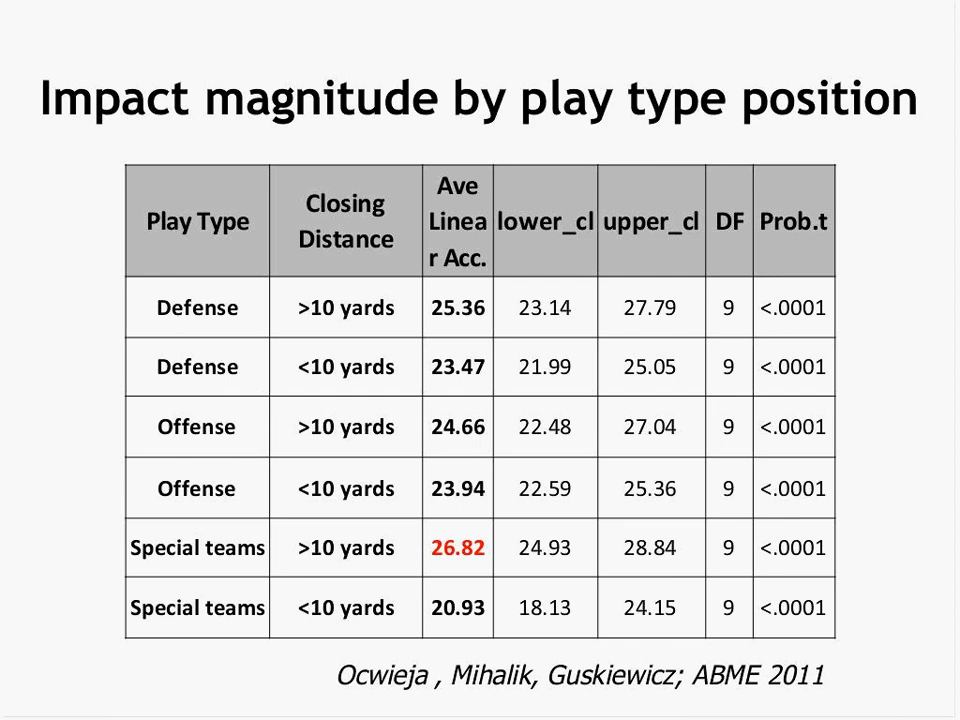 Impact magnitude by play type position
Play Type Closing Distance Ave Linea r Acc. lower_cl upper_cl DF Prob.t
Defense >10 yards 25.36 23.14 27.79 9 <.0001
Defense <10 yards 23.47 21.99 25.05 9 <.0001
Offense >10 yards 24.66 22.48 27.04 9 <.0001
Offense <10 yards 23.94 22.59 25.36 9 <.0001
Special teams >10 yards 26.82 24.93 28.84 9 <.0001
Special teams <10 yards 20.93 18.13 24.15 9 <.0001
Ocwieja , Mihalik, Guskiewicz; ABME 2011